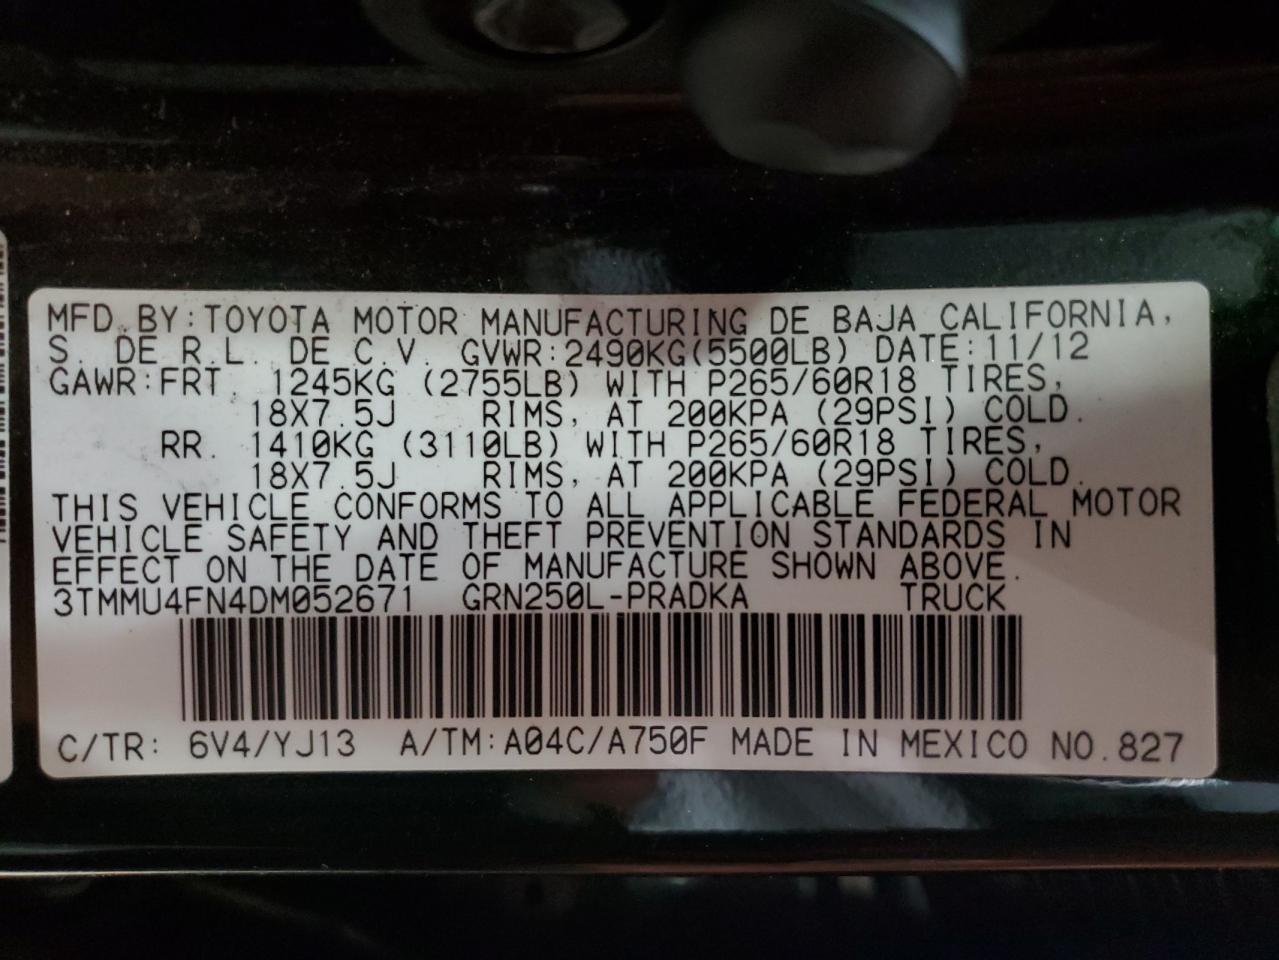 MFD. BY: TOYOTA MOTOR MANUFACTURING DE BAJA CALIFORNIA,
S. DE R.L. DE C.V. GVWR:2490KG(5500LB) DATE:11/12
GAWR:FRT 1245KG (2755LB) WITH P265/60R18 TIRES,
18X7.5J RIMS, AT 200KPA (29PSI) COLD.
RR. 1410KG (3110LB) WITH P265/60R18 TIRES,
18X7.5J RIMS, AT 200KPA (29PSI) COLD.
THIS VEHICLE CONFORMS TO ALL APPLICABLE FEDERAL MOTOR
VEHICLE SAFETY AND THEFT PREVENTION STANDARDS IN
EFFECT ON THE DATE OF MANUFACTURE SHOWN ABOVE.
3TMMU4FN4DM052671 GRN250L-PRADKA TRUCK
C/TR: 6V4/YJ13 A/TM:A04C/A750F MADE IN MEXICO NO.827